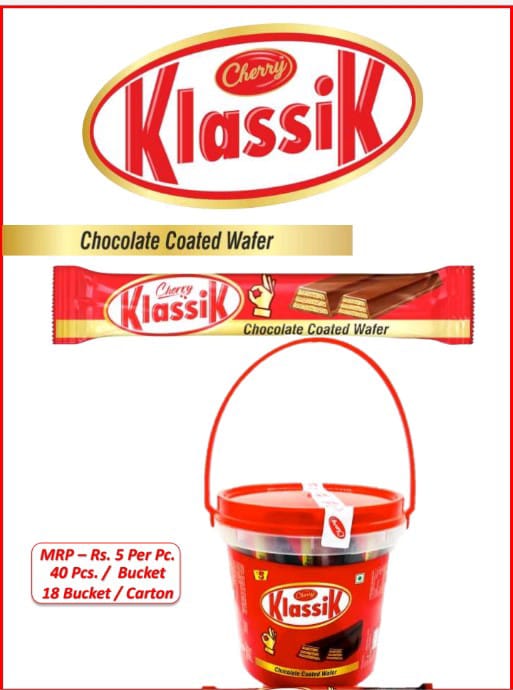 Cherry
Klassik
Chocolate Coated Wafer
Cherry
Klassik
Chocolate Coated Wafer
MRP – Rs. 5 Per Pc.
40 Pcs. / Bucket
18 Bucket / Carton
Cherry
Cherry
Klassik
Chocolate Coated Wafer